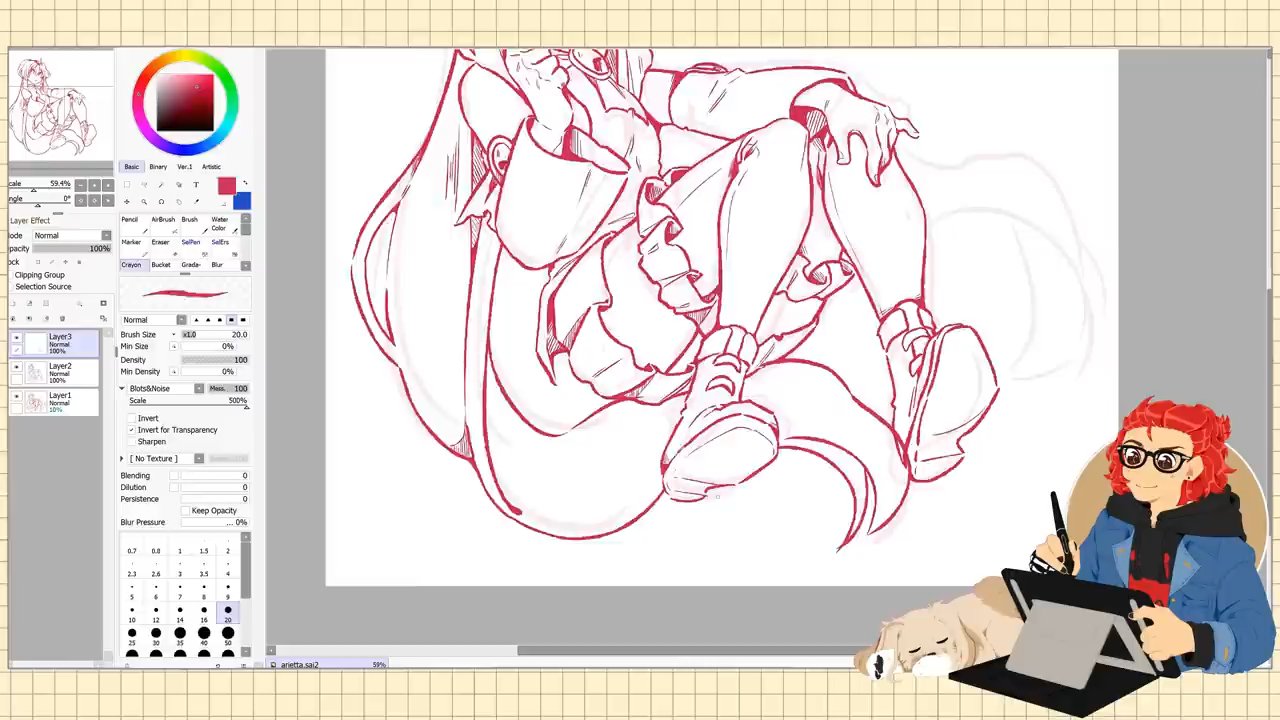 Basic Binary Ver.1 Artistic
cale 59.4%
ngle 0°
Layer Effect
ode Normal
pacity 100%
ock
Clipping Group
Selection Source
Layer3
Normal
100%
Layer2
Normal
100%
Layer1
Normal
10%
T
Pencil AirBrush Brush Water Color
Marker Eraser SelPen SelErs
Crayon Bucket Grada- Blur
Normal
Brush Size x1.0 20.0
Min Size 0%
Density 100
Min Density 0%
Blots&Noise 100
Scale 500%
Invert
Invert for Transparency
Sharpen
[ No Texture ]
Blending 0
Dilution 0
Persistence 0
Keep Opacity
Blur Pressure ... 0%
0.7 0.8 1 1.5 2
2.3 2.6 3 3.5 4
5 6 7 8 9
10 12 14 16 20
25 30 35 40 50
arietta.sai2 59%